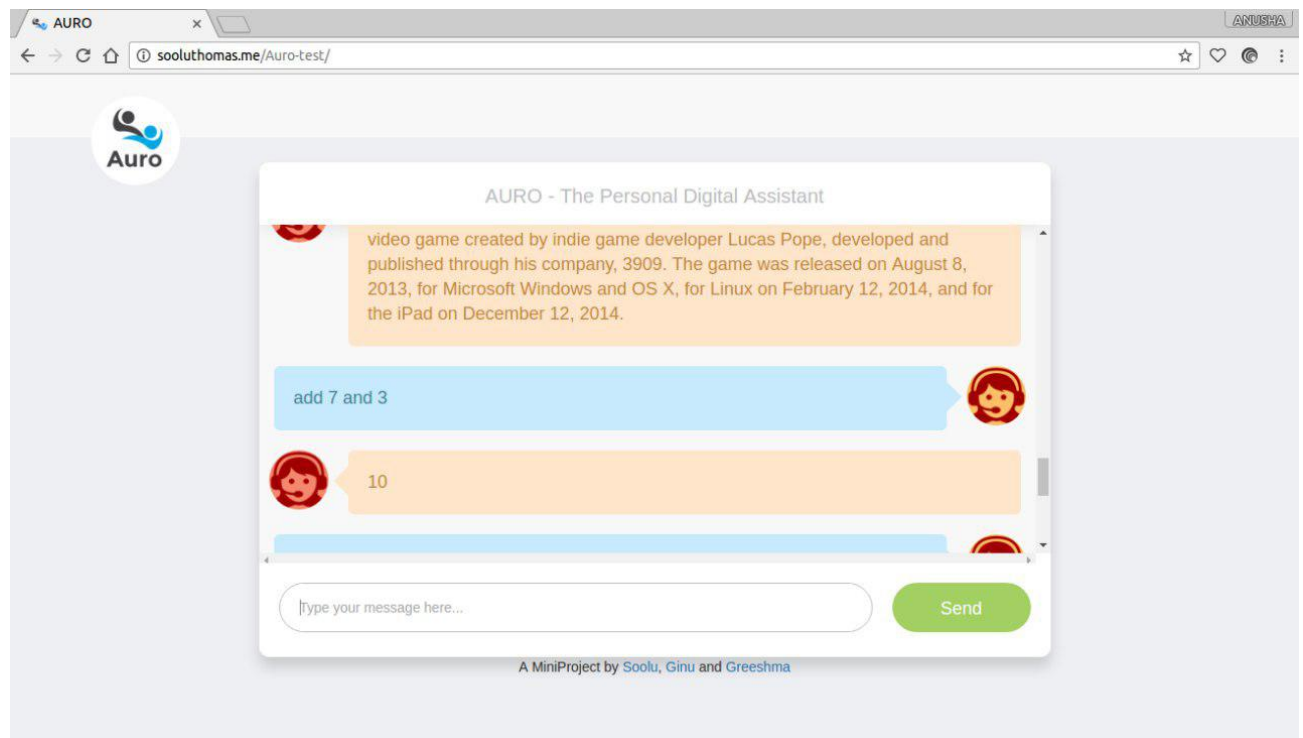 AURO
ANUSHA
sooluthomas.me/Auro-test/
Auro
AURO - The Personal Digital Assistant
video game created by indie game developer Lucas Pope, developed and
published through his company, 3909. The game was released on August 8,
2013, for Microsoft Windows and OS X, for Linux on February 12, 2014, and for
the iPad on December 12, 2014.
add 7 and 3
10
Type your message here...
Send
A MiniProject by Soolu, Ginu and Greeshma